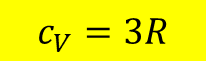 c_V = 3R